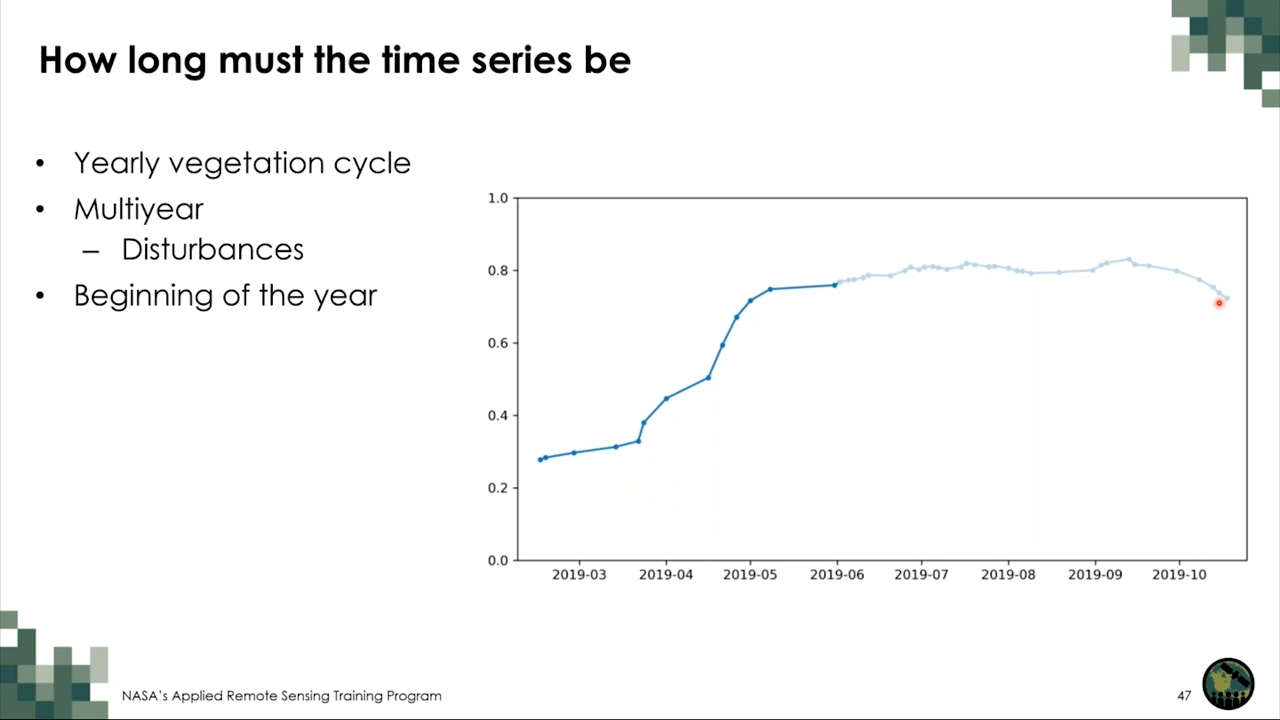 How long must the time series be
• Yearly vegetation cycle
• Multiyear
– Disturbances
• Beginning of the year
1.0
0.8
0.6
0.4
0.2
0.0
2019-03 2019-04 2019-05 2019-06 2019-07 2019-08 2019-09 2019-10
NASA's Applied Remote Sensing Training Program
47